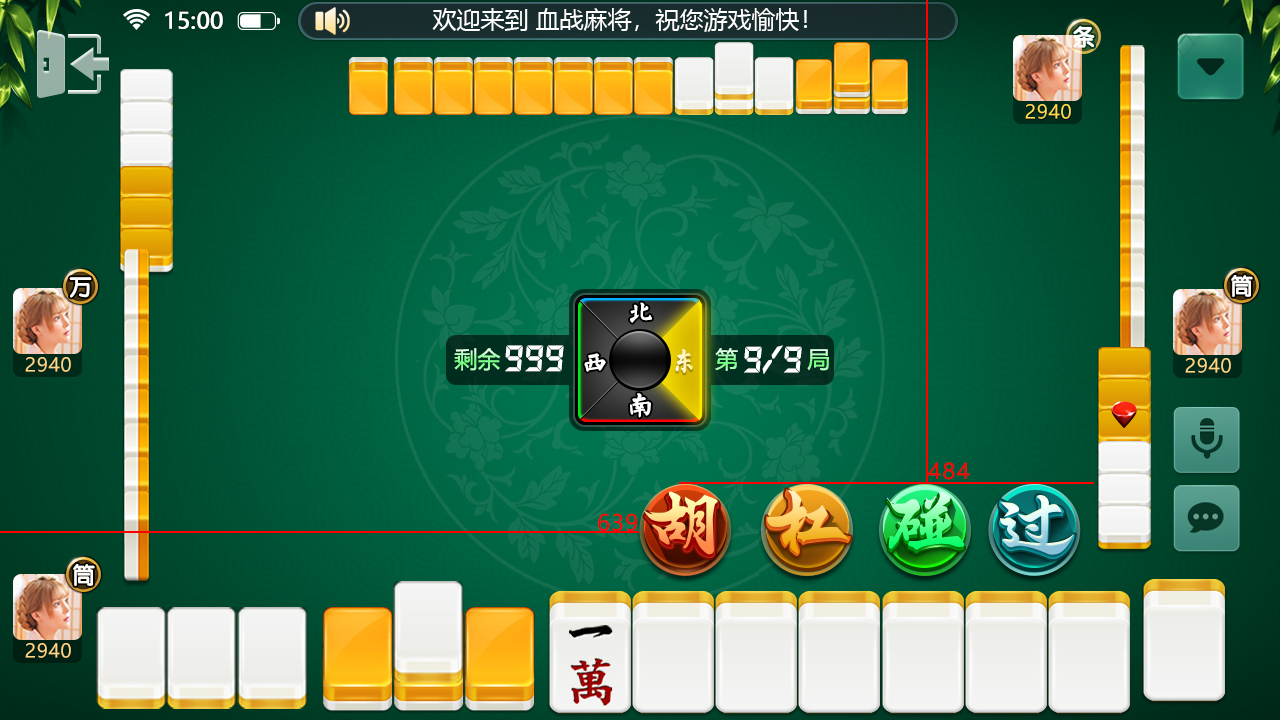 15:00
欢迎来到 血战麻将，祝您游戏愉快！
条
2940
万
2940
筒
2940
北
西
东
南
剩余999
第9/9局
484
639
胡
杠
碰
过
筒
2940
一
萬